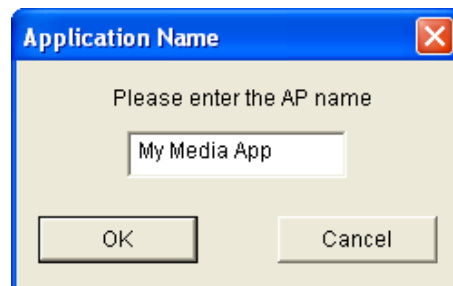 Application Name
Please enter the AP name
My Media App
OK Cancel